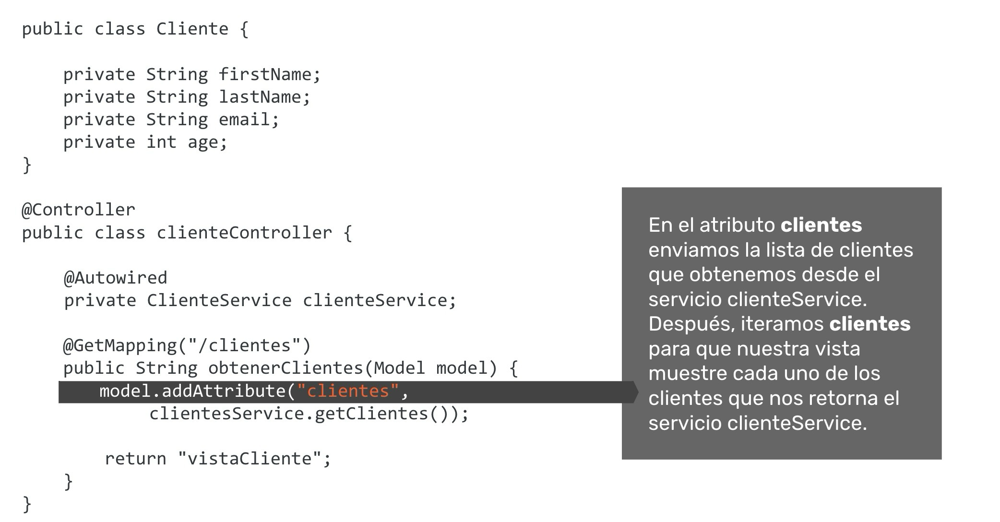 public class Cliente {
private String firstName;
private String lastName;
private String email;
private int age;
}
@Controller
public class clienteController {
@Autowired
private ClienteService clienteService;
@GetMapping("/clientes")
public String obtenerClientes(Model model) {
model.addAttribute("clientes",
clientesService.getClientes());
return "vistaCliente";
}
}
En el atributo clientes
enviamos la lista de clientes
que obtenemos desde el
servicio clienteService.
Después, iteramos clientes
para que nuestra vista
muestre cada uno de los
clientes que nos retorna el
servicio clienteService.